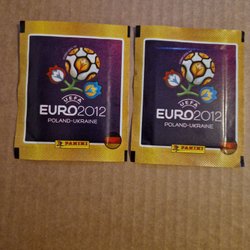 UEFA
EURO2012
POLAND-UKRAINE
PANINI
UEFA
EURO2012
POLAND-UKRAINE
PANINI